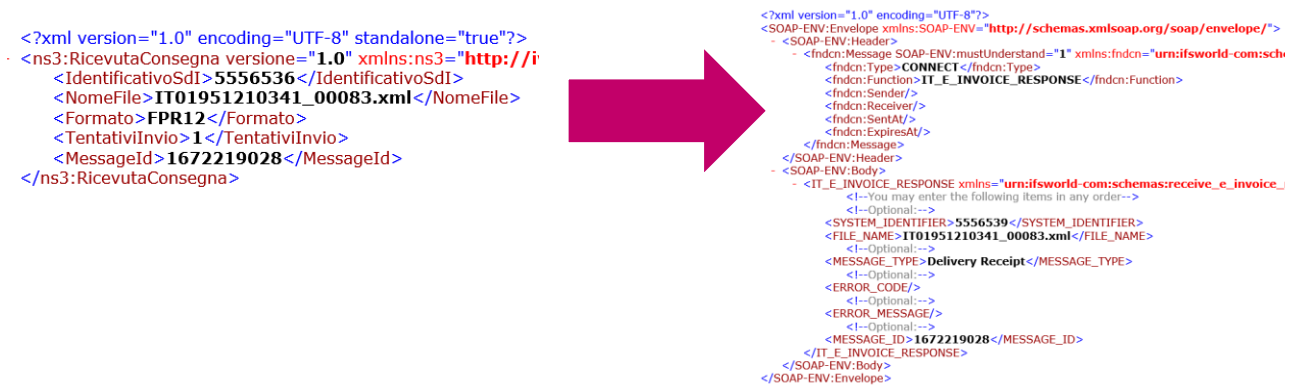 <?xml version="1.0" encoding="UTF-8" standalone="true"?>
- <ns3:RicevutaConsegna versione="1.0" xmlns:ns3="http://i
<IdentificativoSdI>5556536</IdentificativoSdI>
<NomeFile>IT01951210341_00083.xml</NomeFile>
<Formato>FPR12</Formato>
<TentativiInvio>1</TentativiInvio>
<MessageId>1672219028</MessageId>
</ns3:RicevutaConsegna>
<?xml version="1.0" encoding="UTF-8"?>
<SOAP-ENV:Envelope xmlns:SOAP-ENV="http://schemas.xmlsoap.org/soap/envelope/">
- <SOAP-ENV:Header>
- <fndcn:Message SOAP-ENV:mustUnderstand="1" xmlns:fndcn="urn:ifsworld-com:sche
<fndcn:Type>CONNECT</fndcn:Type>
<fndcn:Function>IT_E_INVOICE_RESPONSE</fndcn:Function>
<fndcn:Sender/>
<fndcn:Receiver/>
<fndcn:SentAt/>
<fndcn:ExpiresAt/>
</fndcn:Message>
</SOAP-ENV:Header>
- <SOAP-ENV:Body>
- <IT_E_INVOICE_RESPONSE xmlns="urn:ifsworld-com:schemas:receive_e_invoice_
<!--You may enter the following items in any order-->
<!--Optional:-->
<SYSTEM_IDENTIFIER>5556539</SYSTEM_IDENTIFIER>
<FILE_NAME>IT01951210341_00083.xml</FILE_NAME>
<!--Optional:-->
<MESSAGE_TYPE>Delivery Receipt</MESSAGE_TYPE>
<!--Optional:-->
<ERROR_CODE/>
<!--Optional:-->
<ERROR_MESSAGE/>
<!--Optional:-->
<MESSAGE_ID>1672219028</MESSAGE_ID>
</IT_E_INVOICE_RESPONSE>
</SOAP-ENV:Body>
</SOAP-ENV:Envelope>